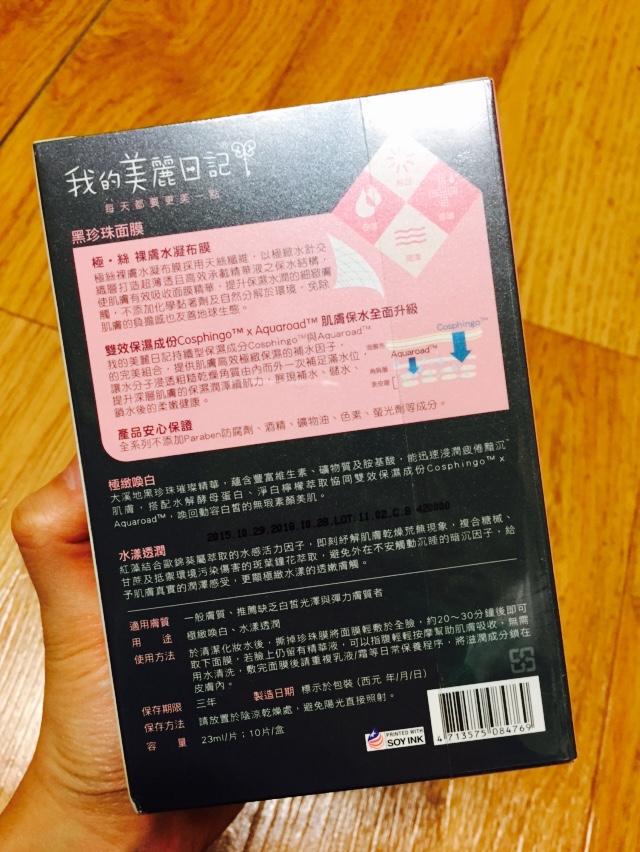 我的美麗日記
每天都要更美一點
黑珍珠面膜
極・絲 裸膚水凝布膜
極絲裸膚水凝布膜採用天絲纖維，以極緻水針交
織層打造超薄透且高效承載精華液之保水結構，
使肌膚有效吸收面膜精華，提升保濕水潤的細緻膚
觸，不添加化學黏著劑及自然分解於環境，免除
肌膚的負擔感也友善地球生態。
雙效保濕成份Cosphingo™ x Aquaroad™ 肌膚保水全面升級
我的美麗日記持續型保濕成分Cosphingo™與Aquaroad™
的完美組合，提供肌膚高效極緻保濕的補水因子，
讓水分子浸透粗糙乾燥角質由內而外一次補足滿水位，
提升深層肌膚的保濕潤澤續航力，展現補水、儲水、
鎖水後的柔嫩健康。
Cosphingo™
Aquaroad™
角質層
產品安心保證
全系列不添加Paraben防腐劑、酒精、礦物油、色素、螢光劑等成分。
極緻喚白
大溪地黑珍珠璀璨精華，蘊含豐富維生素、礦物質及胺基酸，能迅速浸潤疲倦黯沉
肌膚，搭配水解酵母蛋白、淨白檸檬萃取協同雙效保濕成份Cosphingo™ x
Aquaroad™，喚回動容白皙的無瑕素顏美肌。
2015.10.29.2018.10.28.LOT:11.02.C.B 420000
水漾透潤
紅藻結合歐錦葵屬萃取的水感活力因子，即刻紓解肌膚乾燥荒蕪現象，複合糖槭、
甘蔗及抵禦環境污染傷害的斑葉鐘花萃取，避免外在不安觸動沉睡的暗沉因子，給
予肌膚真實的潤澤感受，更顯極緻水漾的透嫩膚觸。
適用膚質 一般膚質、推薦缺乏白皙光澤與彈力膚質者
用 途 極緻喚白、水漾透潤
使用方法 於清潔化妝水後，撕掉珍珠膜將面膜輕敷於全臉，約20～30分鐘後即可
取下面膜，若臉上仍留有精華液，可以指腹輕輕按摩幫助肌膚吸收，無需
用水清洗，敷完面膜後請重複乳液/霜等日常保養程序，將滋潤成分鎖在
皮膚內。
保存期限 三年 製造日期 標示於包裝 (西元 年/月/日)
保存方法 請放置於陰涼乾燥處，避免陽光直接照射。
容 量 23ml/片；10片/盒
PRINTED WITH
SOY INK
4 713575 084769